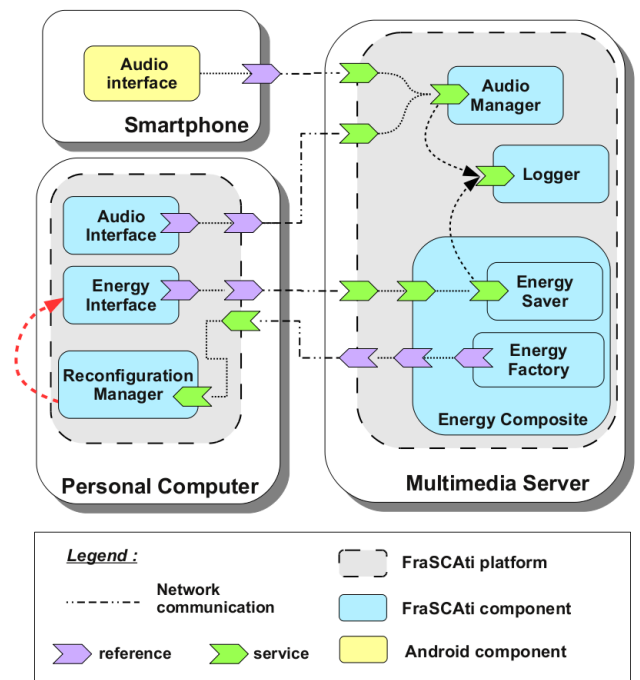 Audio
interface
Smartphone
Audio
Manager
Logger
Audio
Interface
Energy
Interface
Reconfiguration
Manager
Personal Computer
Energy
Saver
Energy
Factory
Energy Composite
Multimedia Server
Legend :
Network
communication
reference
service
FraSCAti platform
FraSCAti component
Android component